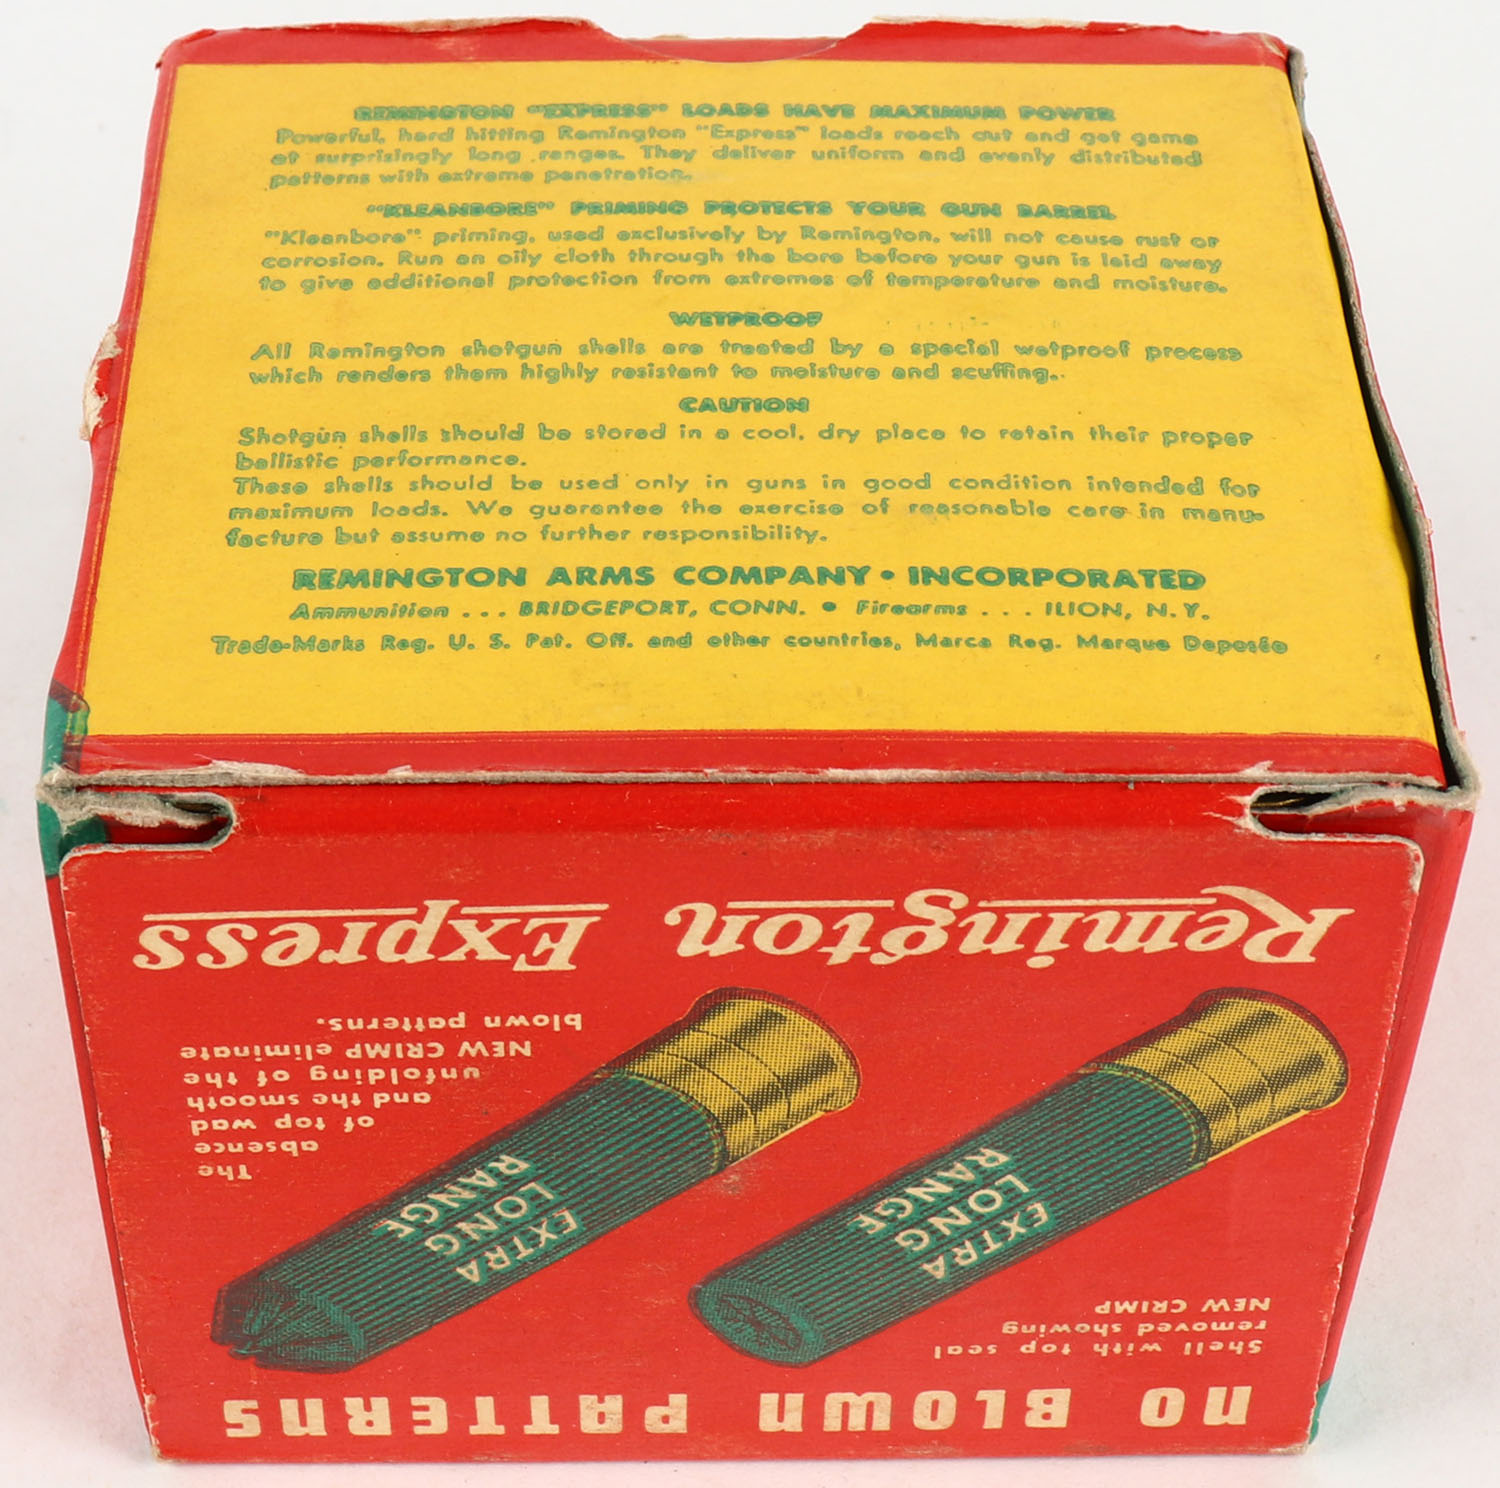 REMINGTON "EXPRESS" LOADS HAVE MAXIMUM POWER
Powerful, hard hitting Remington "Express" loads reach out and get game
at surprisingly long ranges. They deliver uniform and evenly distributed
patterns with extreme penetration.
"KLEANBORE" PRIMING PROTECTS YOUR GUN BARREL
"Kleanbore" priming, used exclusively by Remington, will not cause rust or
corrosion. Run an oily cloth through the bore before your gun is laid away
to give additional protection from extremes of temperature and moisture.
WETPROOF
All Remington shotgun shells are treated by a special wetproof process
which renders them highly resistant to moisture and scuffing.
CAUTION
Shotgun shells should be stored in a cool, dry place to retain their proper
ballistic performance.
These shells should be used only in guns in good condition intended for
maximum loads. We guarantee the exercise of reasonable care in manu-
facture but assume no further responsibility.
REMINGTON ARMS COMPANY • INCORPORATED
Ammunition . . . BRIDGEPORT, CONN. • Firearms . . . ILION, N. Y.
Trade-Marks Reg. U. S. Pat. Off. and other countries, Marca Reg. Marque Deposée
NO BLOWN PATTERNS
Shell with top seal
removed showing
NEW CRIMP
EXTRA
LONG
RANGE
EXTRA
LONG
RANGE
The
absence
of top wad
and the smooth
unfolding of the
NEW CRIMP eliminate
blown patterns.
Remington Express